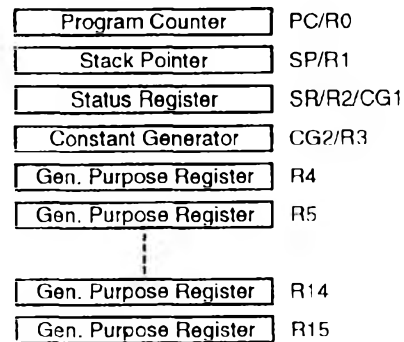 Program Counter PC/R0
Stack Pointer SP/R1
Status Register SR/R2/CG1
Constant Generator CG2/R3
Gen. Purpose Register R4
Gen. Purpose Register R5
Gen. Purpose Register R14
Gen. Purpose Register R15